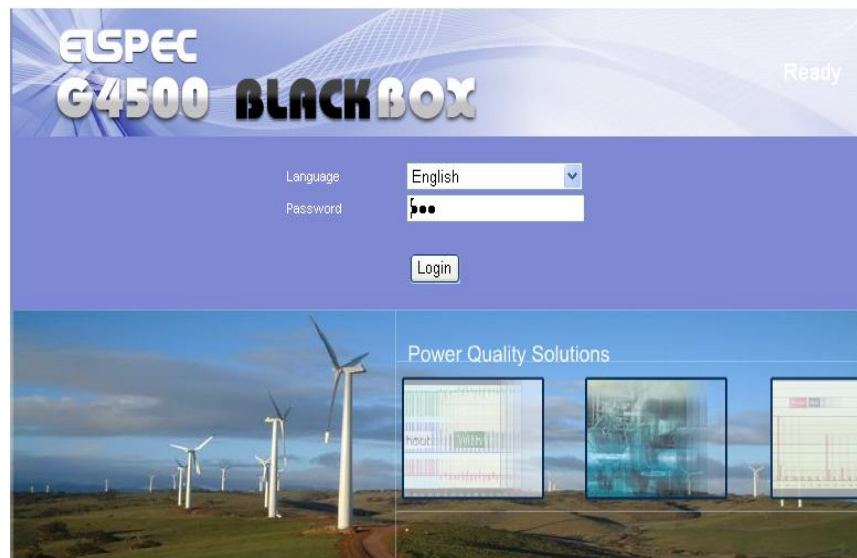 ELSPEC
G4500 BLACKBOX
Ready
Language English
Password
Login
Power Quality Solutions